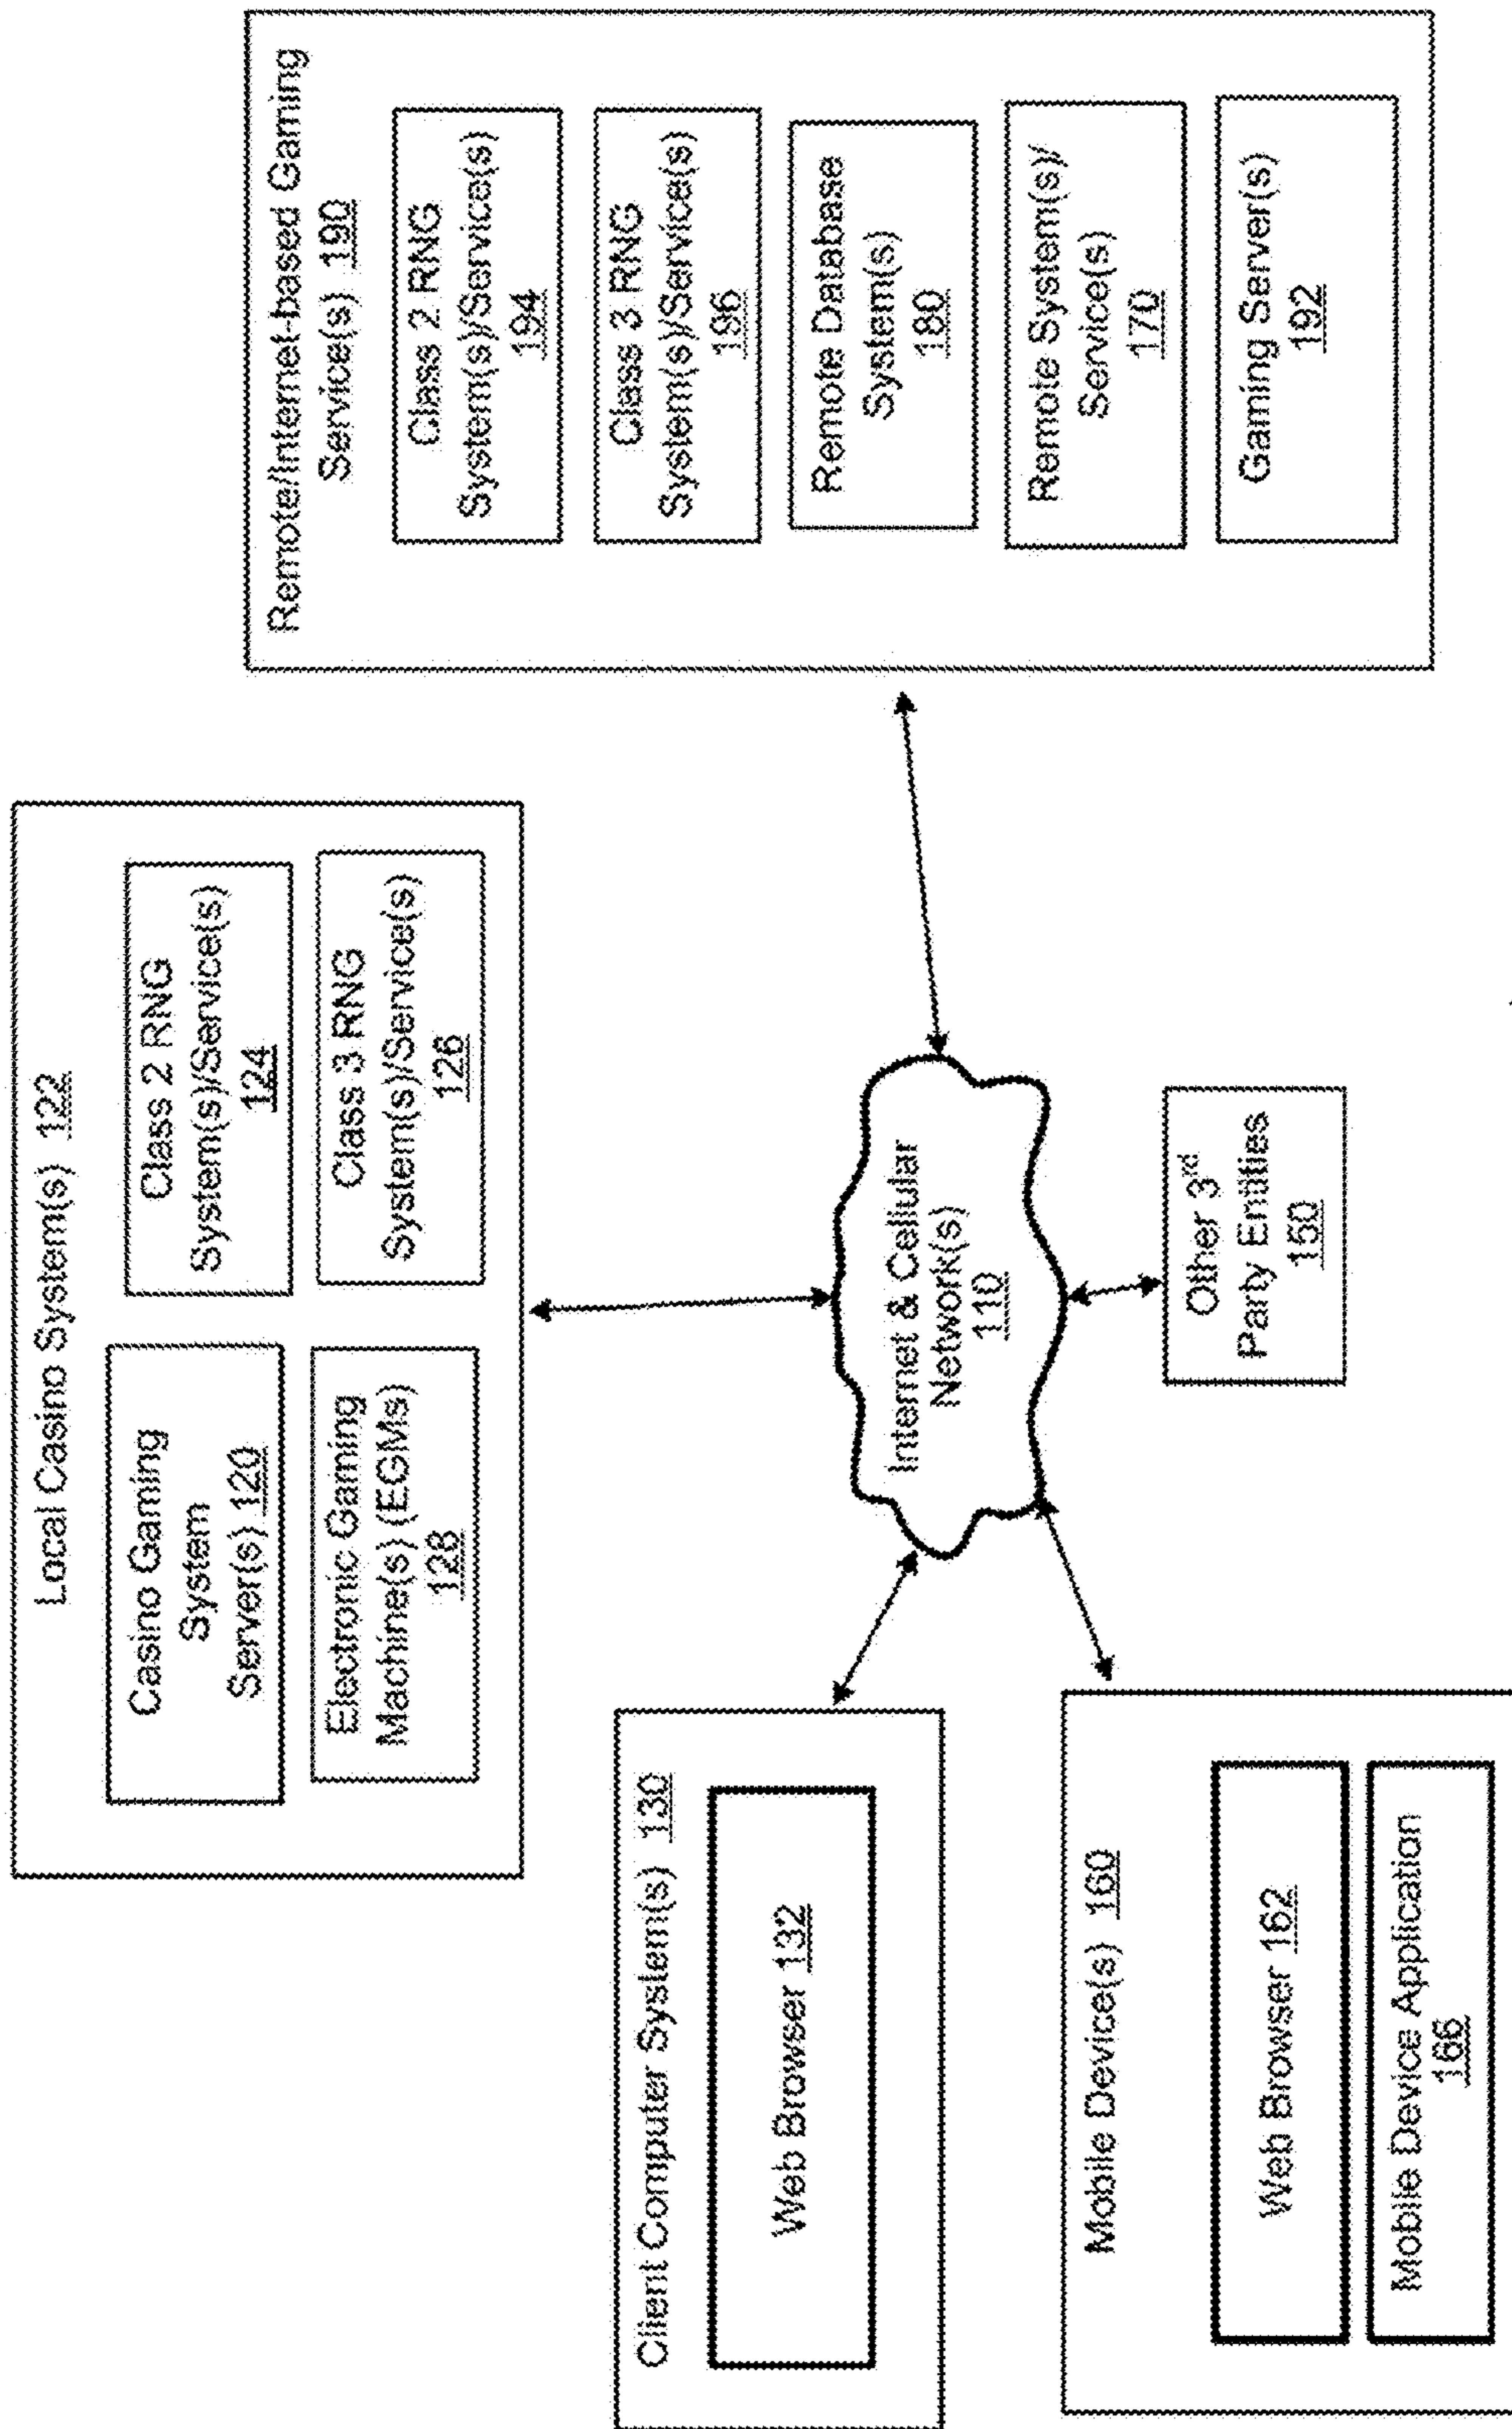 Local Casino System(s) 122
Casino Gaming
System
Server(s) 120
Class 2 RNG
System(s)/Service(s)
124
Electronic Gaming
Machine(s) (EGMs)
128
Class 3 RNG
System(s)/Service(s)
126
Remote/Internet-based Gaming
Service(s) 190
Class 2 RNG
System(s)/Service(s)
194
Class 3 RNG
System(s)/Service(s)
196
Remote Database
System(s)
180
Remote System(s)/
Service(s)
170
Gaming Server(s)
192
Client Computer System(s) 130
Web Browser 132
Internet & Cellular
Network(s)
110
Mobile Device(s) 160
Web Browser 162
Mobile Device Application
166
Other 3rd
Party Entities
150